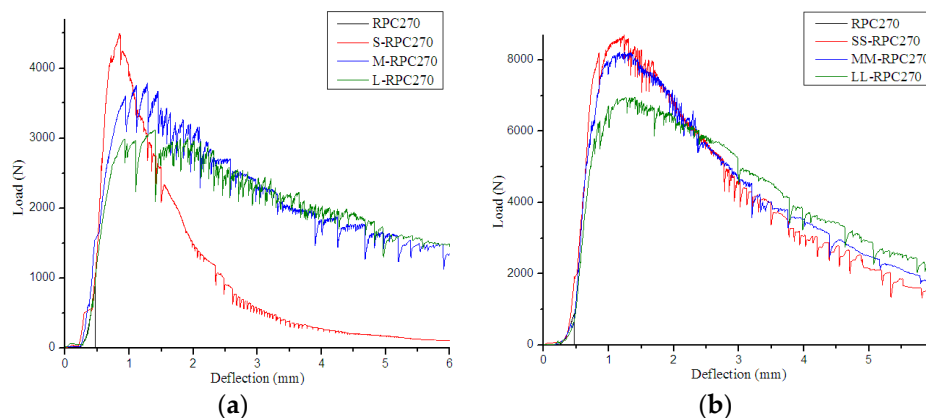 RPC270
S-RPC270
M-RPC270
L-RPC270
4000
3000
2000
1000
0
Load (N)
0
1
2
3
4
5
6
Deflection (mm)
(a)
RPC270
SS-RPC270
MM-RPC270
LL-RPC270
8000
6000
4000
2000
0
Load (N)
0
1
2
3
4
5
Deflection (mm)
(b)